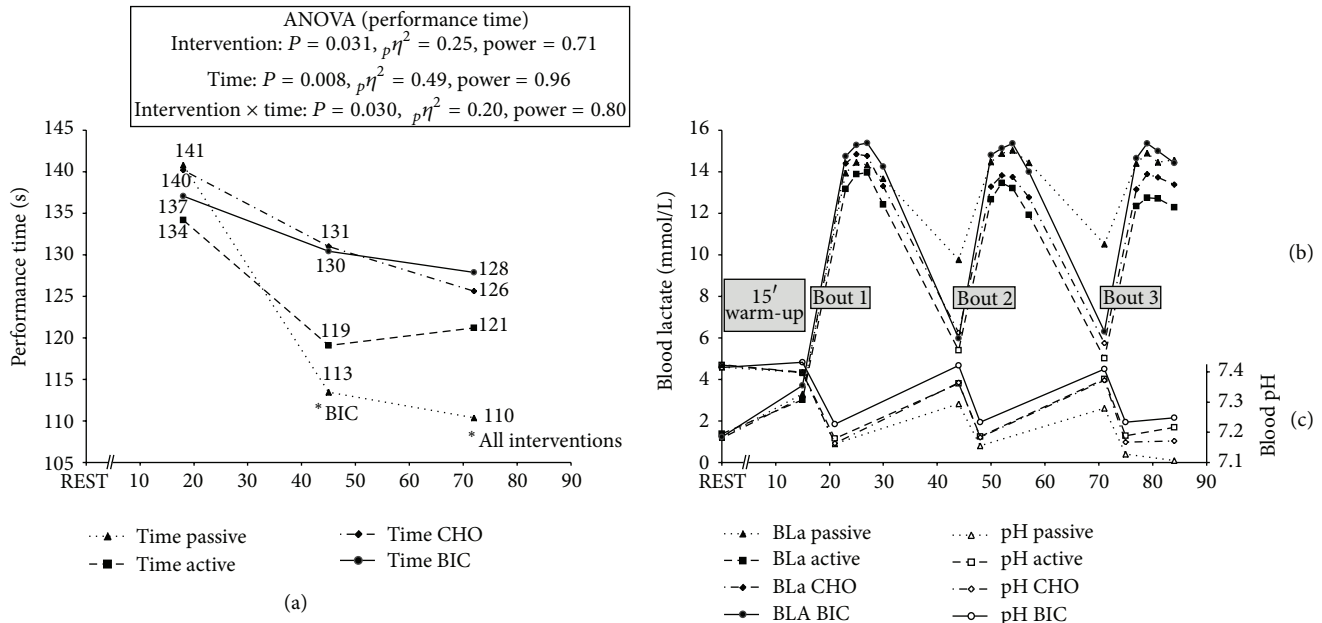 ANOVA (performance time)
Intervention: P = 0.031, pη² = 0.25, power = 0.71
Time: P = 0.008, pη² = 0.49, power = 0.96
Intervention × time: P = 0.030, pη² = 0.20, power = 0.80
Performance time (s)
145
140
135
130
125
120
115
110
105
141
140
137
134
131
130
119
113
* BIC
128
126
121
110
* All interventions
REST 10 20 30 40 50 60 70 80 90
Time passive
Time active
Time CHO
Time BIC
(a)
Blood lactate (mmol/L)
16
14
12
10
8
6
4
2
0
15′
warm-up
Bout 1
Bout 2
Bout 3
7.4
7.3
7.2
7.1
Blood pH
(b)
(c)
REST 10 20 30 40 50 60 70 80 90
BLa passive
BLa active
BLa CHO
BLA BIC
pH passive
pH active
pH CHO
pH BIC